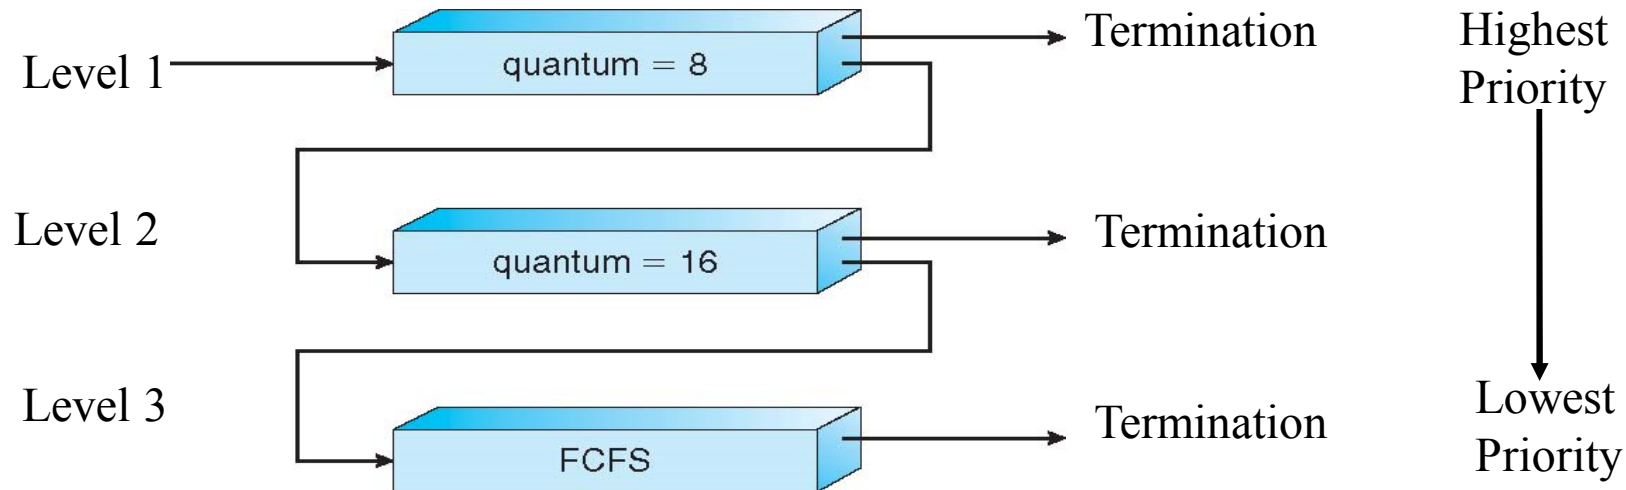 Level 1
quantum = 8
Termination
Highest
Priority
Level 2
quantum = 16
Termination
Level 3
FCFS
Termination
Lowest
Priority